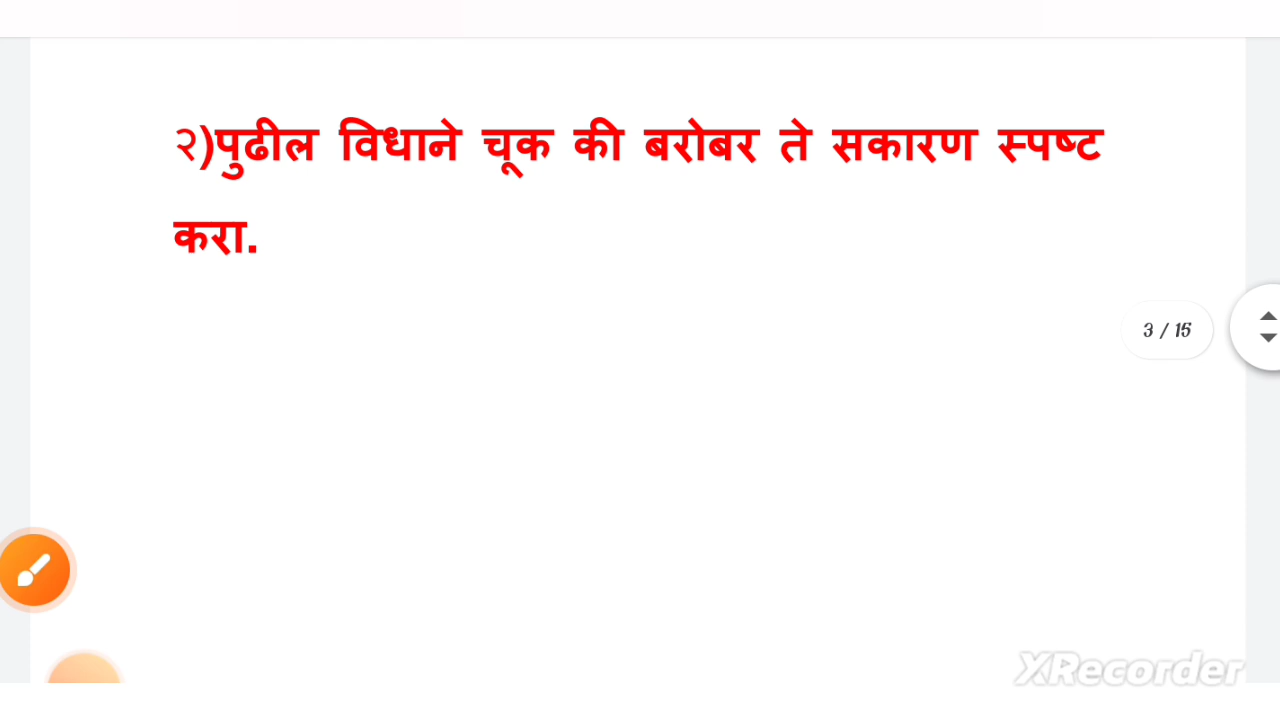 २)पुढील विधाने चूक की बरोबर ते सकारण स्पष्ट
करा.
3 / 15
XRecorder